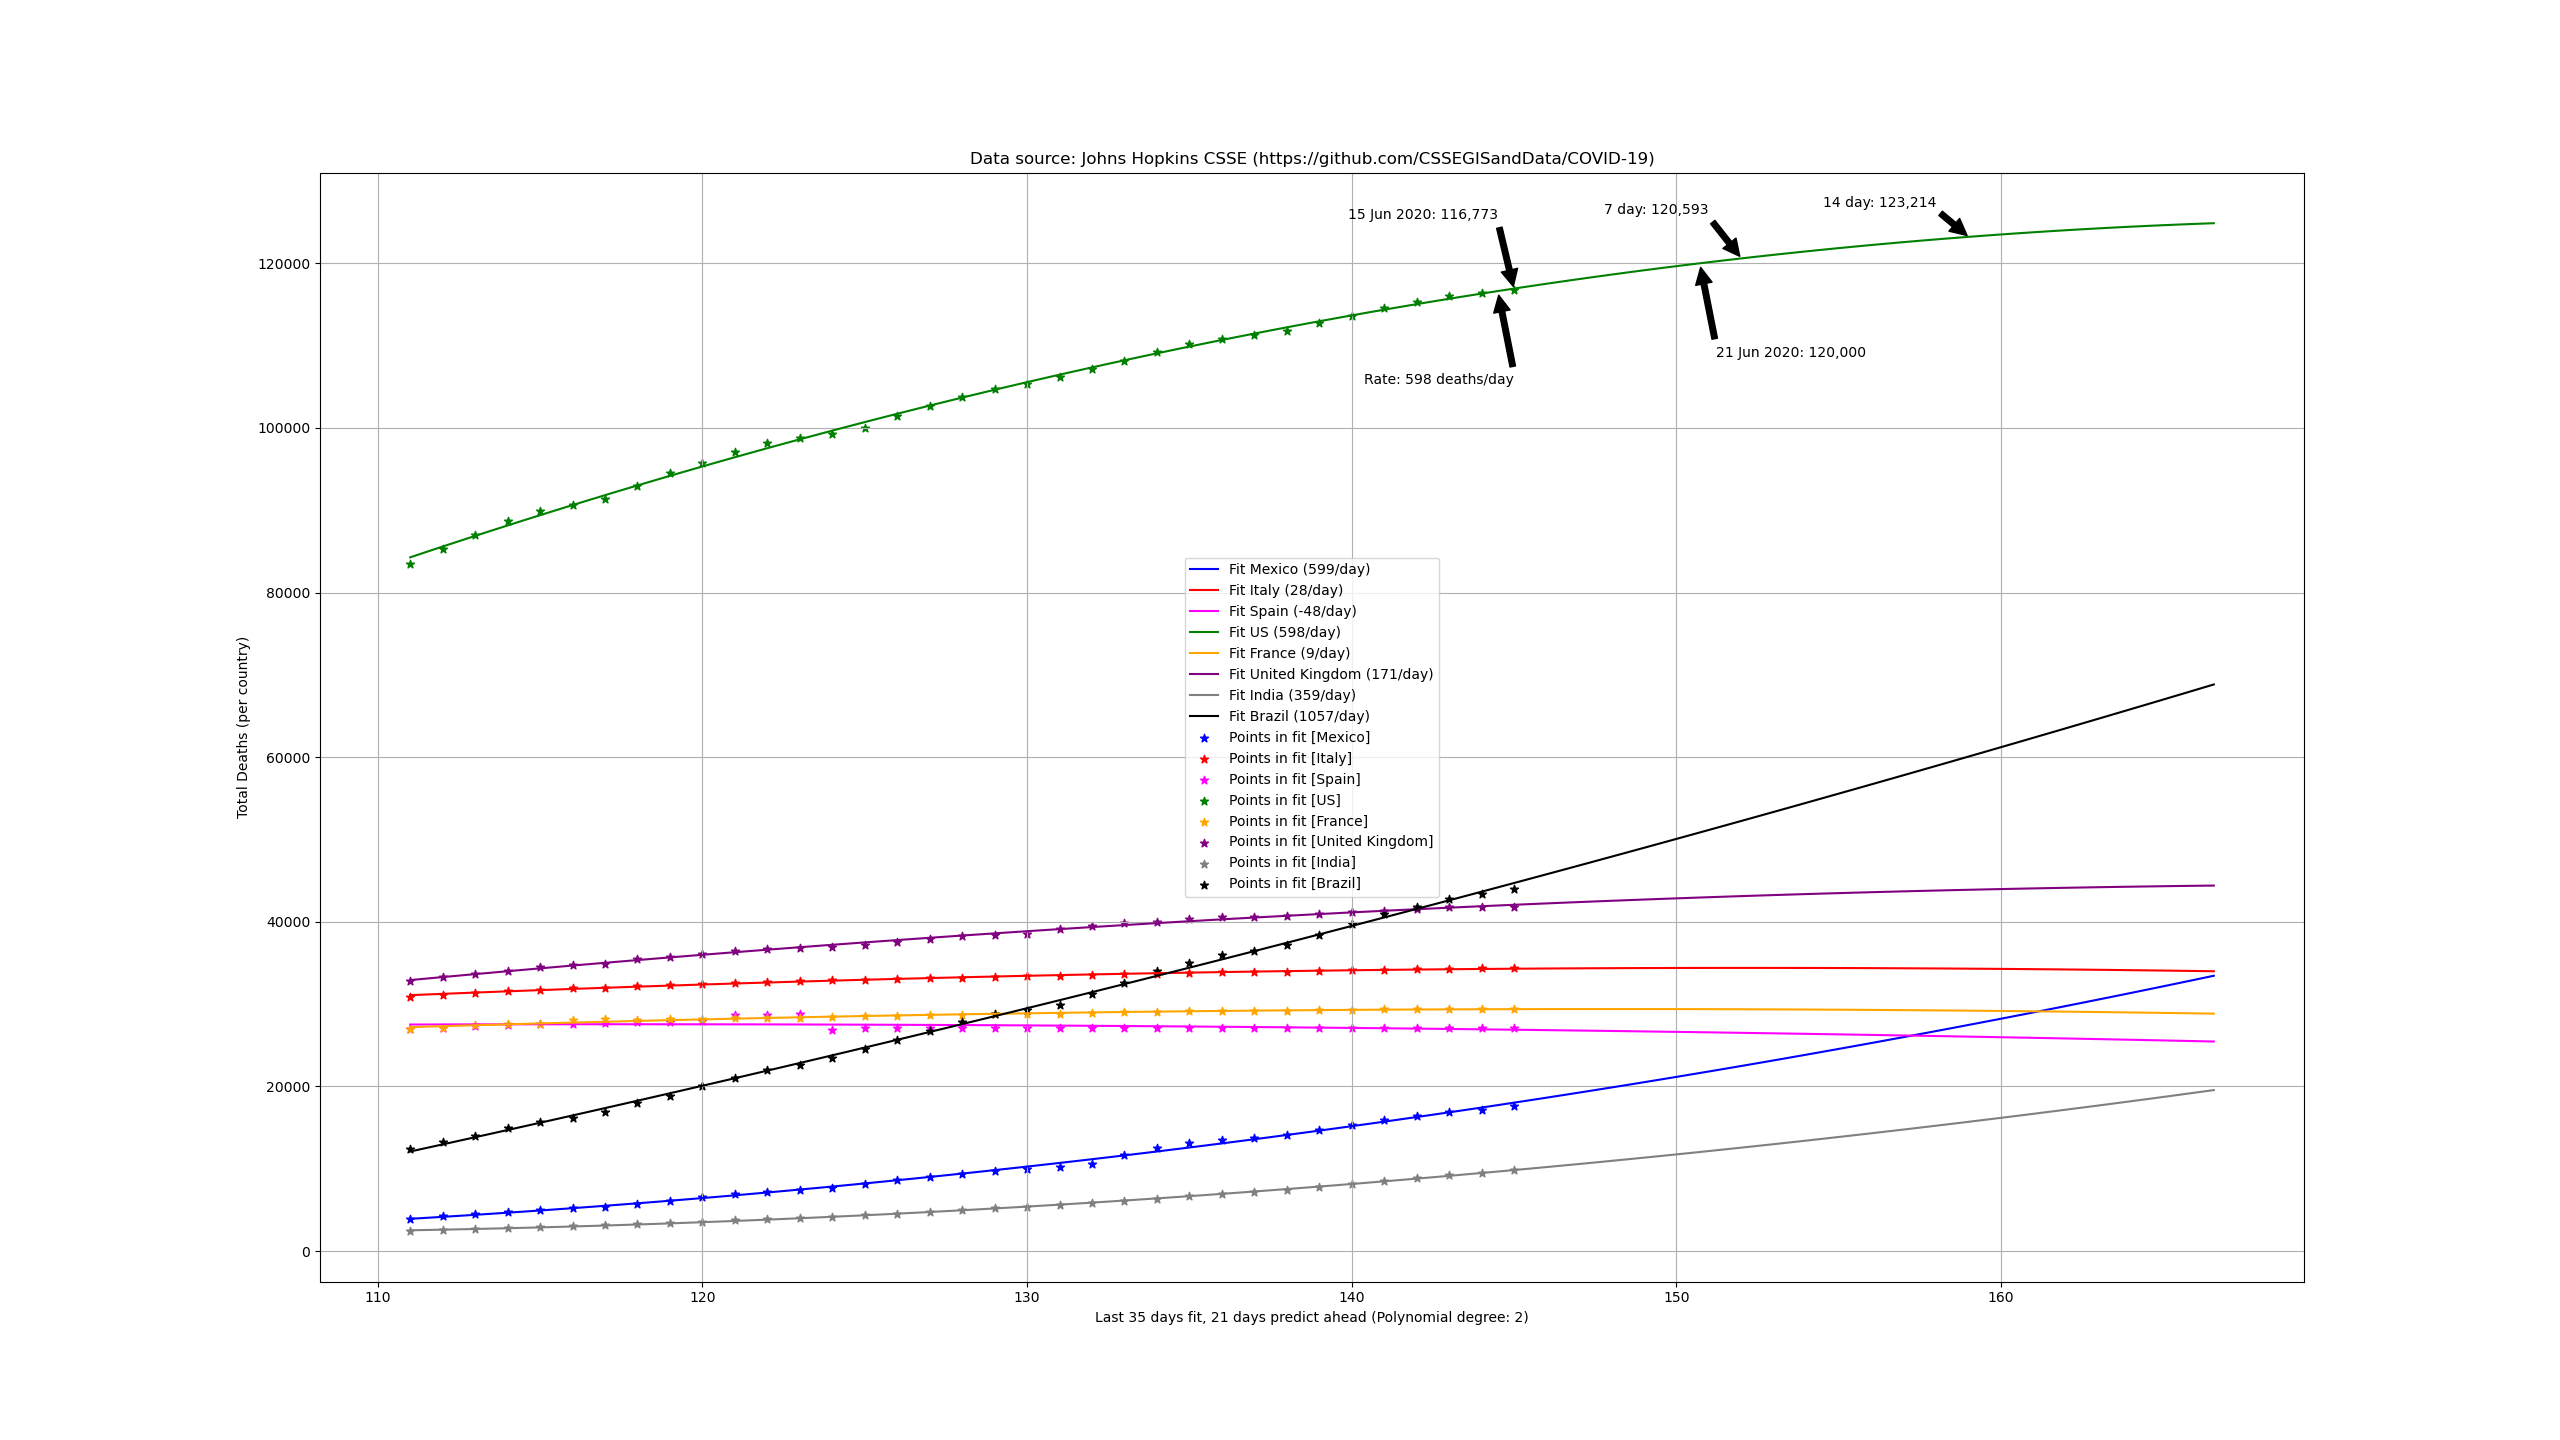 Data source: Johns Hopkins CSSE (https://github.com/CSSEGISandData/COVID-19)
14 day: 123,214
7 day: 120,593
15 Jun 2020: 116,773
21 Jun 2020: 120,000
Rate: 598 deaths/day
120000
100000
80000
60000
40000
20000
0
Total Deaths (per country)
Fit Mexico (599/day)
Fit Italy (28/day)
Fit Spain (-48/day)
Fit US (598/day)
Fit France (9/day)
Fit United Kingdom (171/day)
Fit India (359/day)
Fit Brazil (1057/day)
Points in fit [Mexico]
Points in fit [Italy]
Points in fit [Spain]
Points in fit [US]
Points in fit [France]
Points in fit [United Kingdom]
Points in fit [India]
Points in fit [Brazil]
110 120 130 140 150 160
Last 35 days fit, 21 days predict ahead (Polynomial degree: 2)